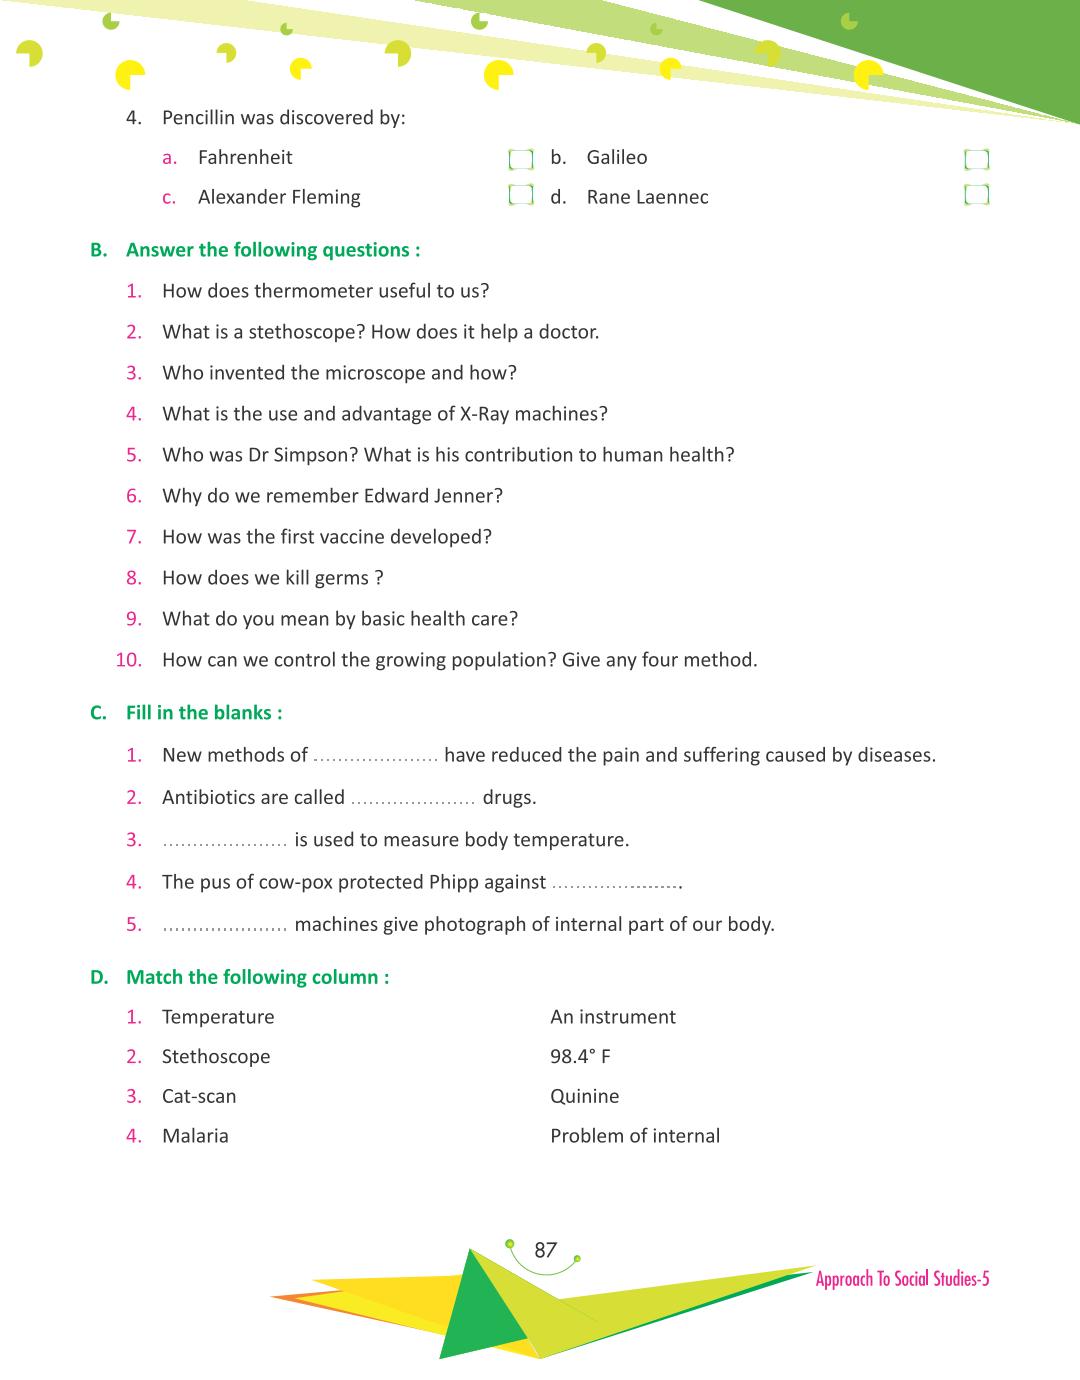 4. Pencillin was discovered by:
a. Fahrenheit b. Galileo
c. Alexander Fleming d. Rane Laennec
B. Answer the following questions :
1. How does thermometer useful to us?
2. What is a stethoscope? How does it help a doctor.
3. Who invented the microscope and how?
4. What is the use and advantage of X-Ray machines?
5. Who was Dr Simpson? What is his contribution to human health?
6. Why do we remember Edward Jenner?
7. How was the first vaccine developed?
8. How does we kill germs ?
9. What do you mean by basic health care?
10. How can we control the growing population? Give any four method.
C. Fill in the blanks :
1. New methods of ..................... have reduced the pain and suffering caused by diseases.
2. Antibiotics are called ..................... drugs.
3. ..................... is used to measure body temperature.
4. The pus of cow-pox protected Phipp against ......................
5. ..................... machines give photograph of internal part of our body.
D. Match the following column :
1. Temperature An instrument
2. Stethoscope 98.4° F
3. Cat-scan Quinine
4. Malaria Problem of internal
87
Approach To Social Studies-5